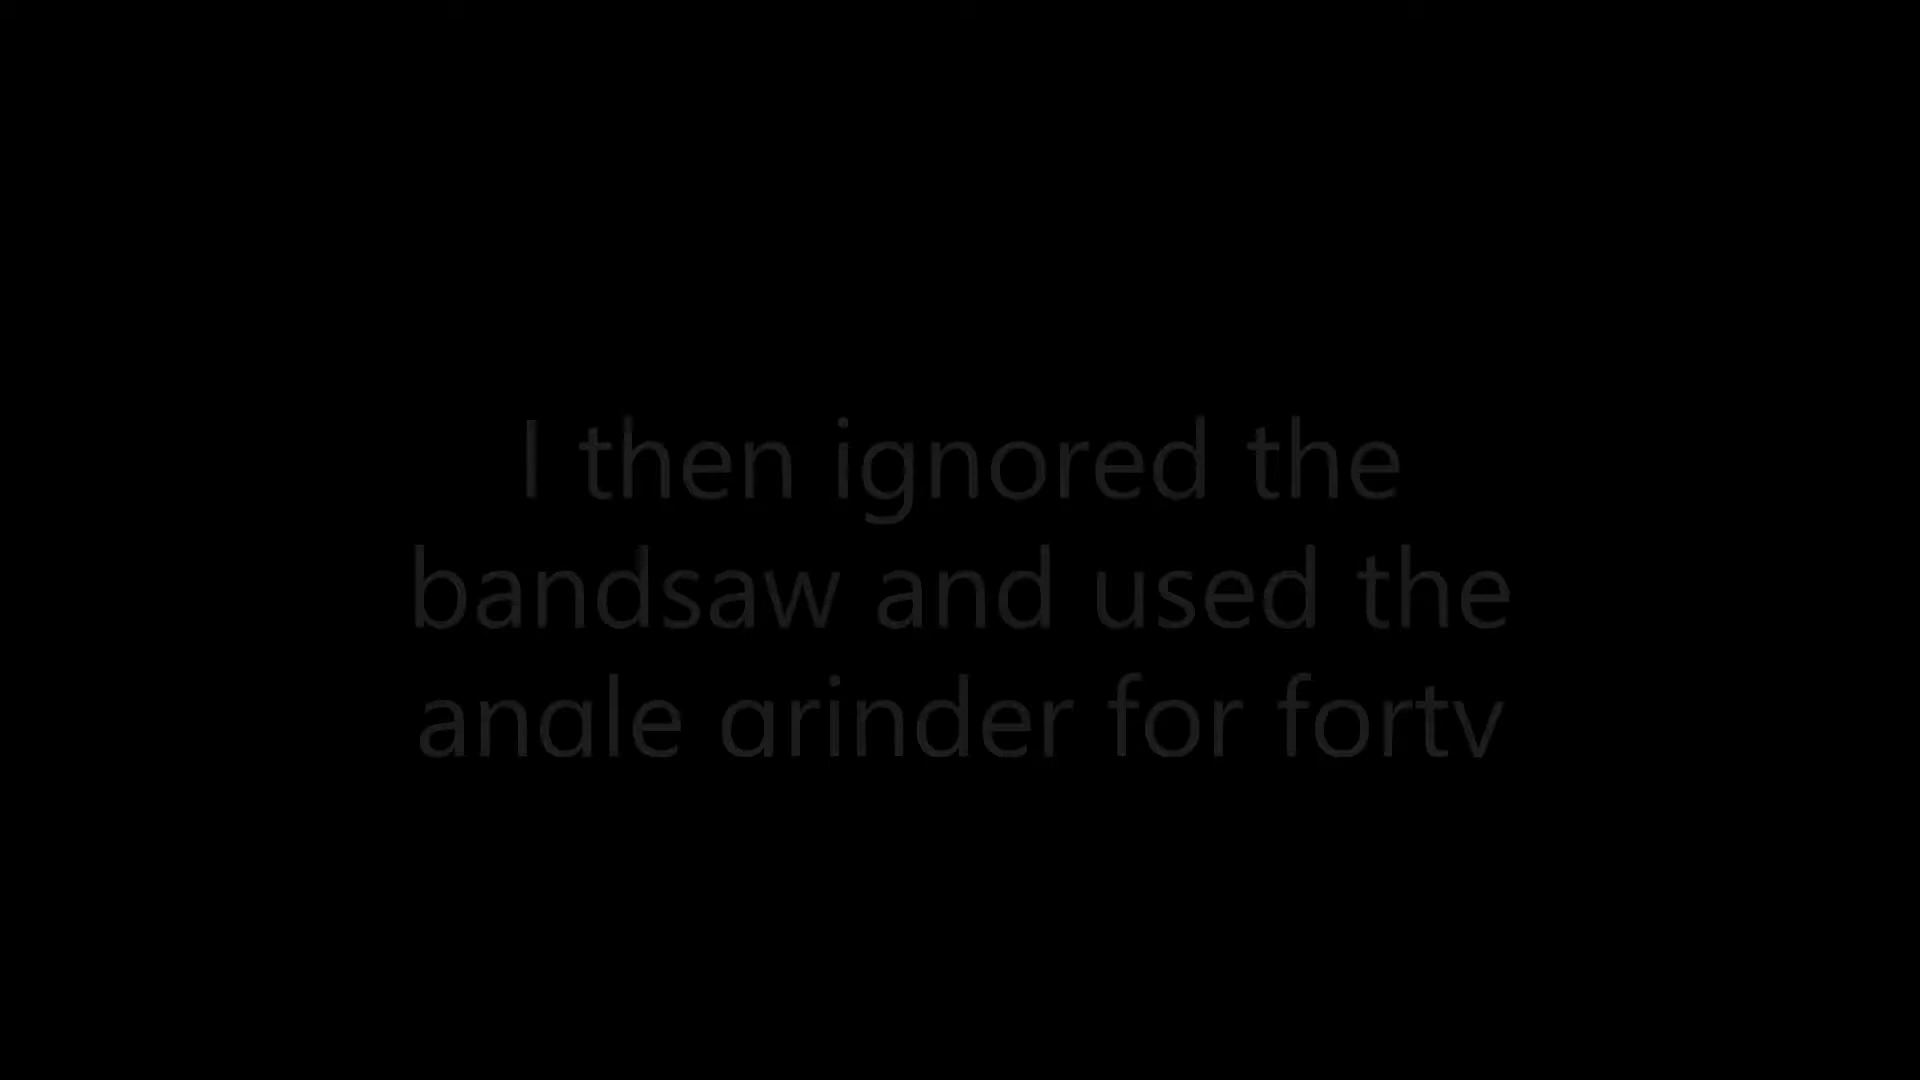 I then ignored the
bandsaw and used the
angle grinder for forty